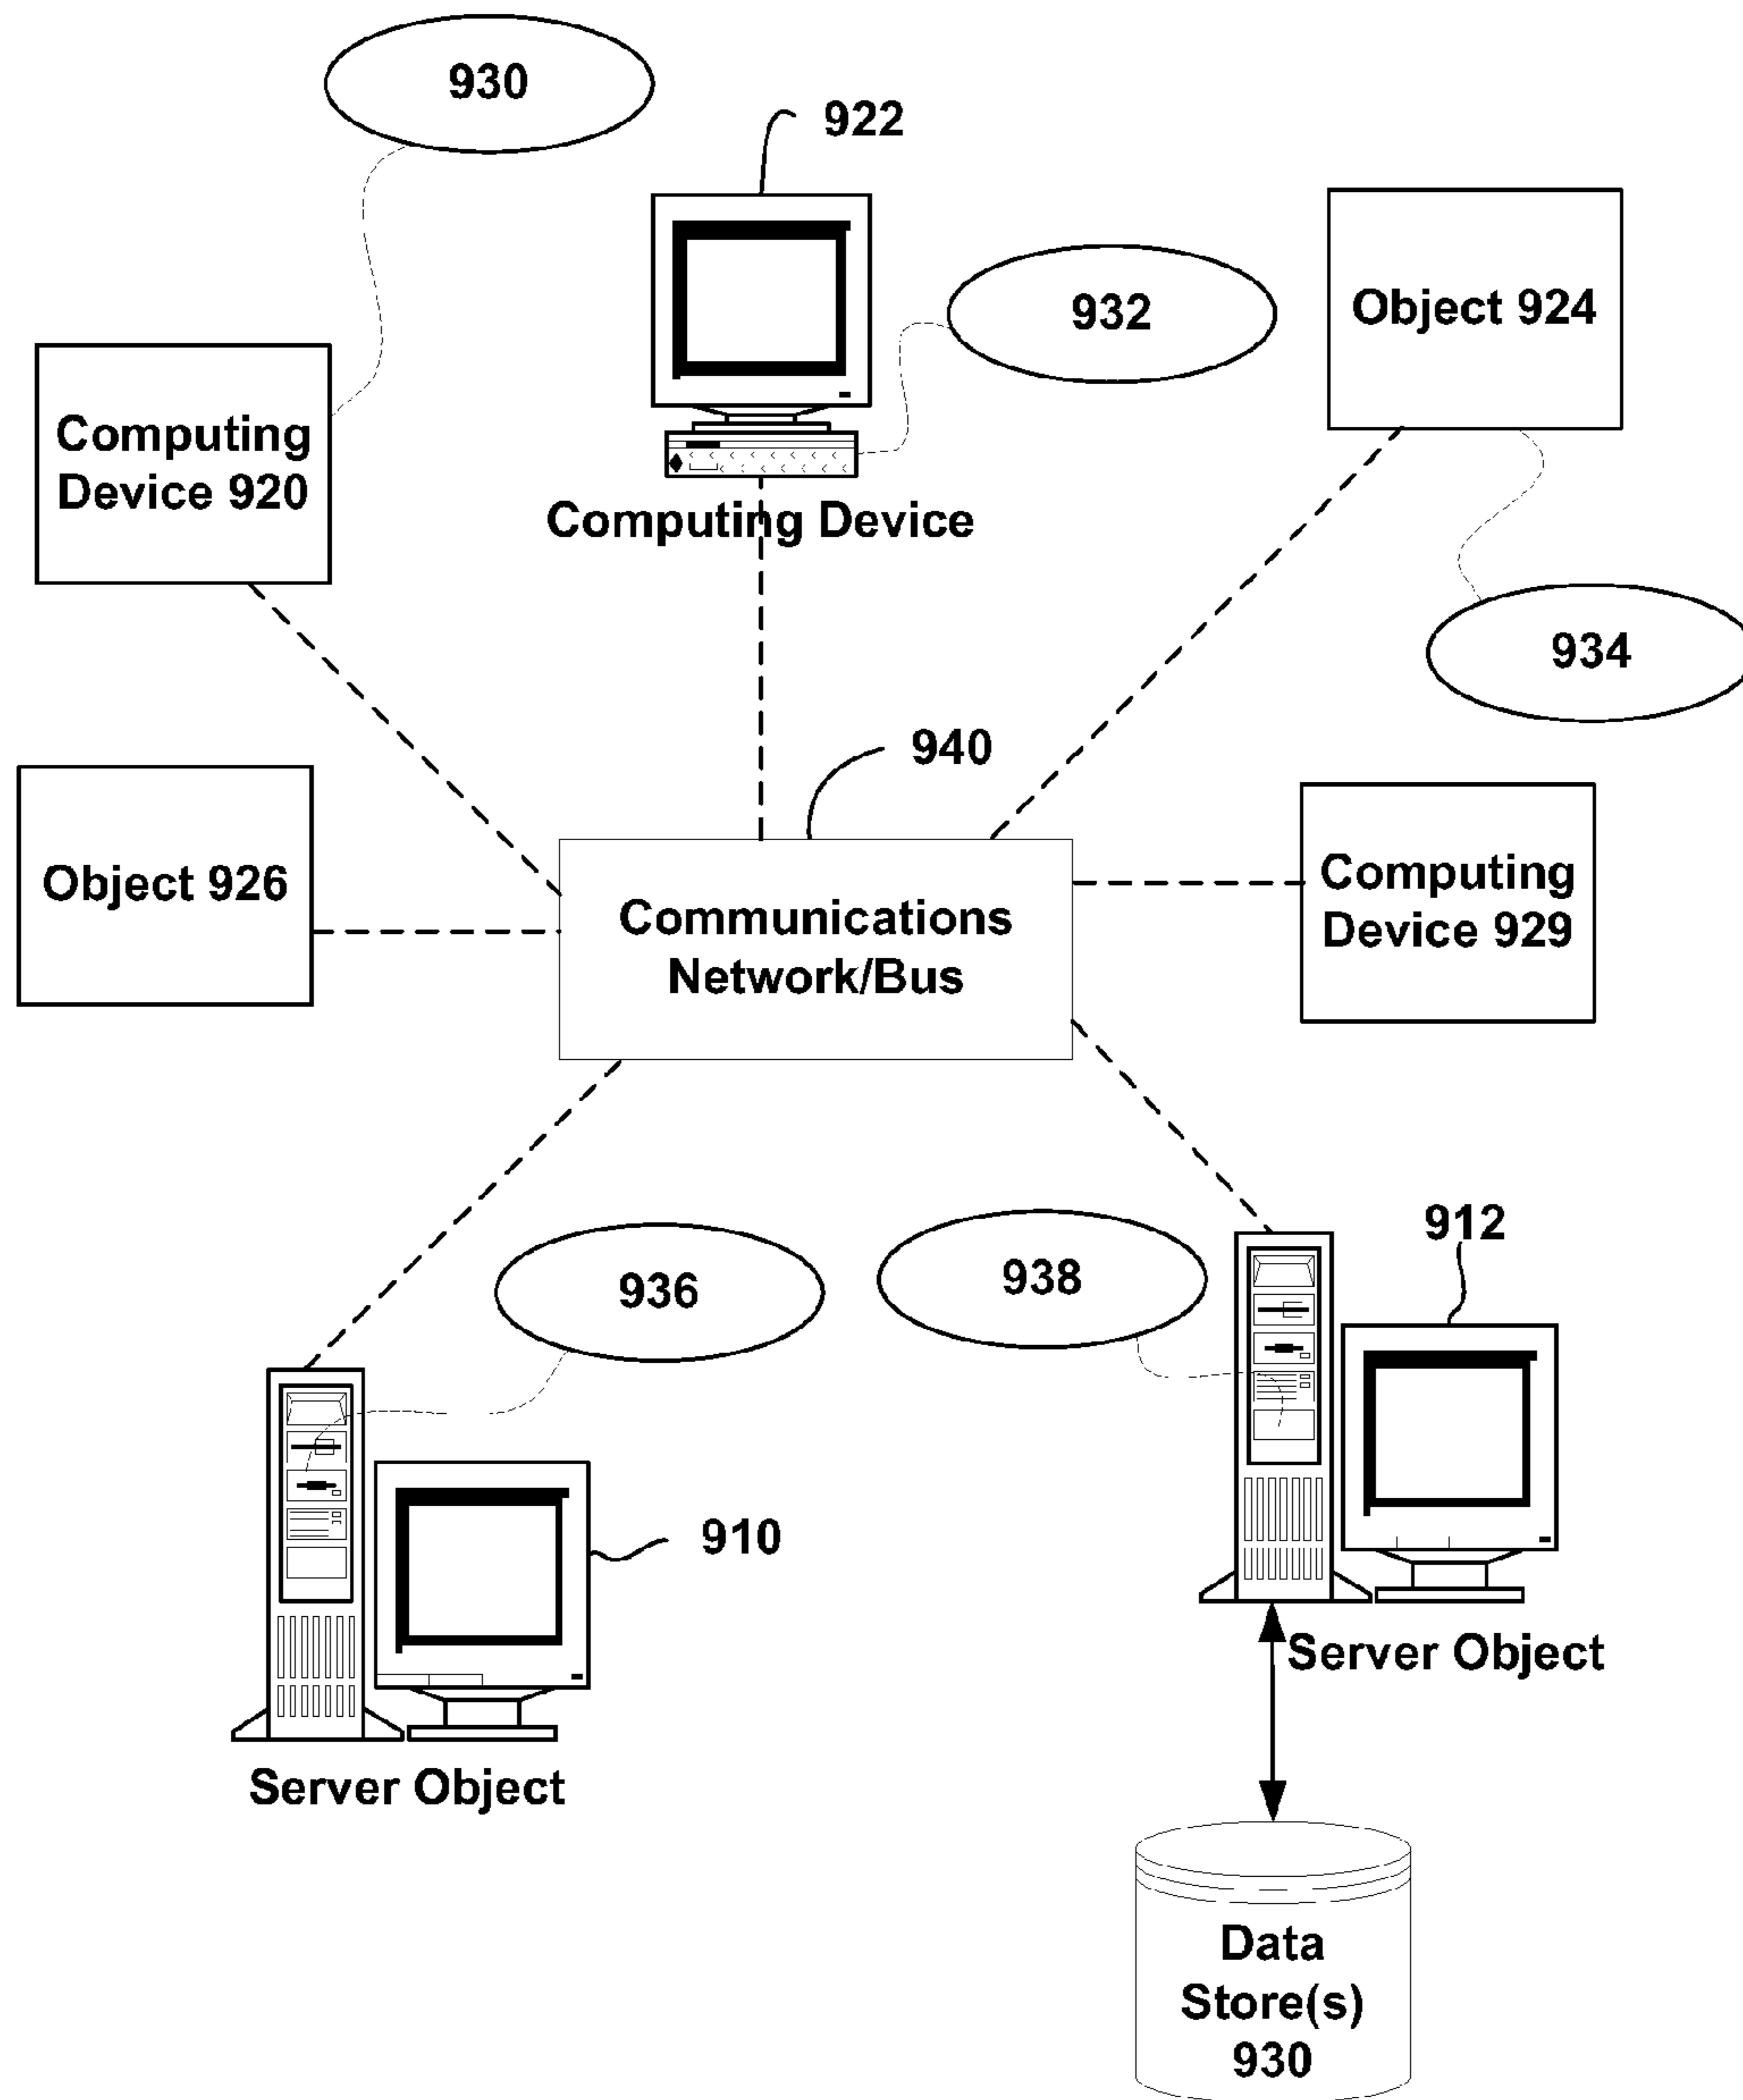 930
922
932
Object 924
Computing
Device 920
Computing Device
934
940
Object 926
Computing
Device 929
Communications
Network/Bus
936
938
912
910
Server Object
Server Object
Data
Store(s)
930